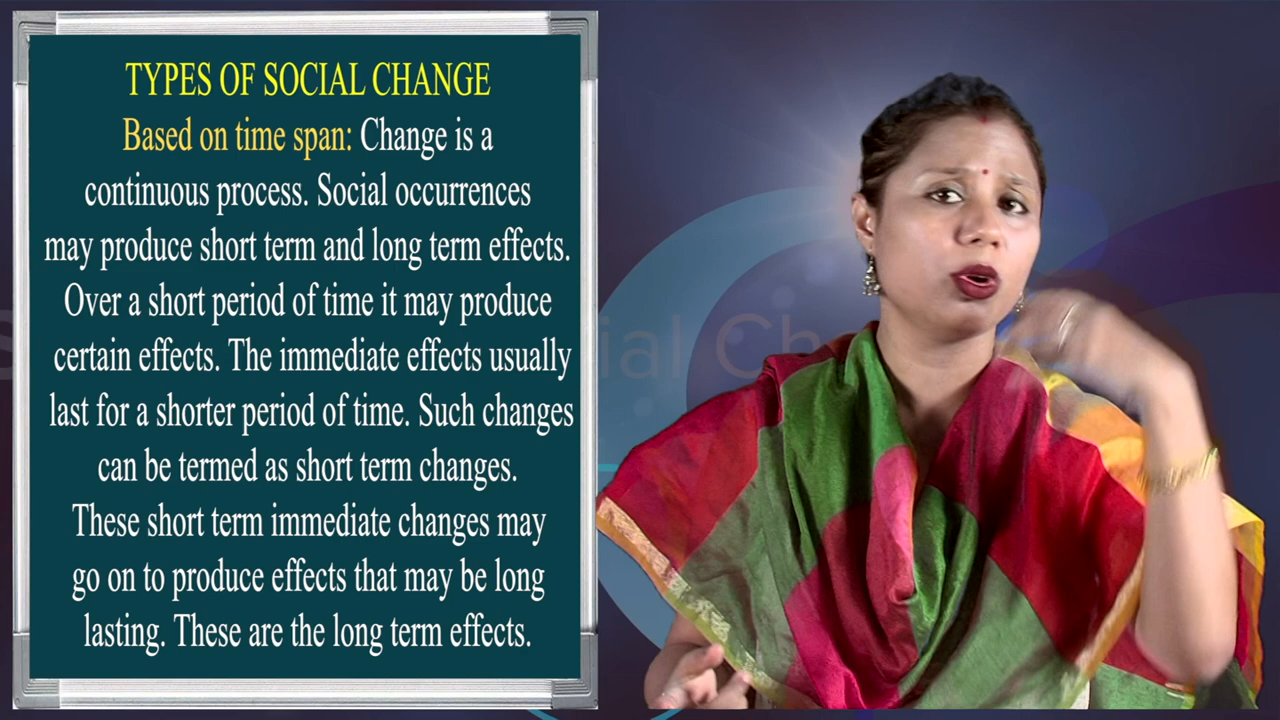 TYPES OF SOCIAL CHANGE
Based on time span: Change is a
continuous process. Social occurrences
may produce short term and long term effects.
Over a short period of time it may produce
certain effects. The immediate effects usually
last for a shorter period of time. Such changes
can be termed as short term changes.
These short term immediate changes may
go on to produce effects that may be long
lasting. These are the long term effects.